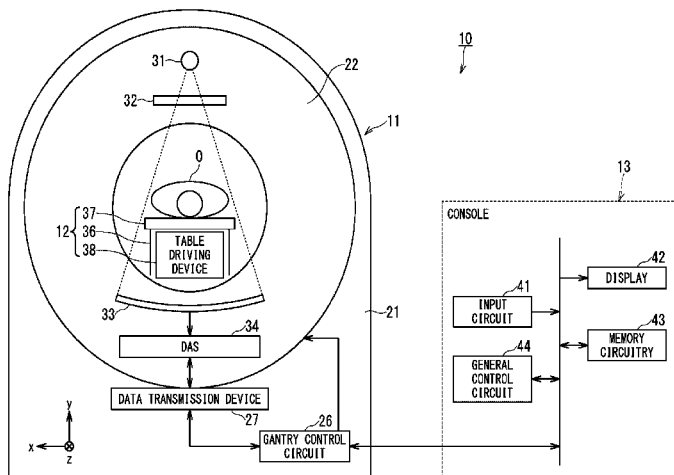 10
31
22
32
11
O
13
37
CONSOLE
12
36
TABLE
DRIVING
DEVICE
38
42
DISPLAY
41
INPUT
CIRCUIT
33
21
34
43
MEMORY
CIRCUITRY
DAS
44
GENERAL
CONTROL
CIRCUIT
DATA TRANSMISSION DEVICE
27
26
GANTRY CONTROL
CIRCUIT
y
x
z